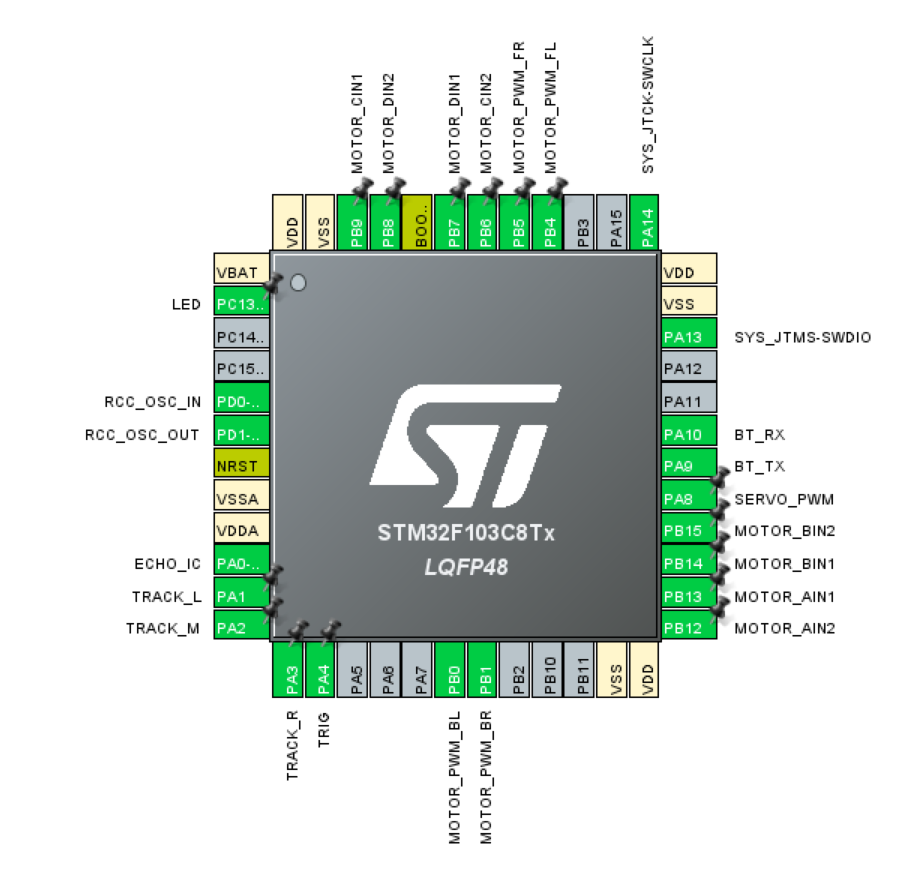 MOTOR_CIN1
MOTOR_DIN2
MOTOR_DIN1
MOTOR_CIN2
MOTOR_PWM_FR
MOTOR_PWM_FL
SYS_JTCK-SWCLK
VDD
VSS
PB9
PB8
BOO..
PB7
PB6
PB5
PB4
PB3
PA15
PA14
VBAT
LED PC13..
PC14..
PC15..
RCC_OSC_IN PD0-..
RCC_OSC_OUT PD1-..
NRST
VSSA
VDDA
ECHO_IC PA0-..
TRACK_L PA1
TRACK_M PA2
ST
STM32F103C8Tx
LQFP48
VDD
VSS
PA13 SYS_JTMS-SWDIO
PA12
PA11
PA10 BT_RX
PA9 BT_TX
PA8 SERVO_PWM
PB15 MOTOR_BIN2
PB14 MOTOR_BIN1
PB13 MOTOR_AIN1
PB12 MOTOR_AIN2
PA3
PA4
PA5
PA6
PA7
PB0
PB1
PB2
PB10
PB11
VSS
VDD
TRACK_R
TRIG
MOTOR_PWM_BL
MOTOR_PWM_BR